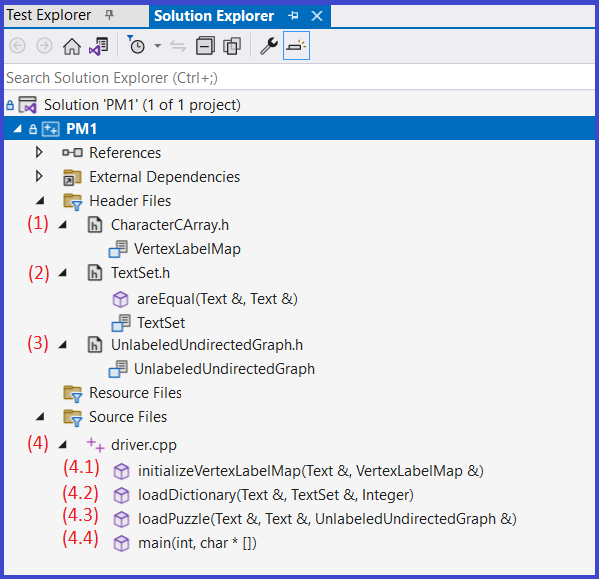 Test Explorer Solution Explorer
Search Solution Explorer (Ctrl+;)
Solution 'PM1' (1 of 1 project)
PM1
References
External Dependencies
Header Files
(1) CharacterCArray.h
VertexLabelMap
(2) TextSet.h
areEqual(Text &, Text &)
TextSet
(3) UnlabeledUndirectedGraph.h
UnlabeledUndirectedGraph
Resource Files
Source Files
(4) driver.cpp
(4.1) initializeVertexLabelMap(Text &, VertexLabelMap &)
(4.2) loadDictionary(Text &, TextSet &, Integer)
(4.3) loadPuzzle(Text &, Text &, UnlabeledUndirectedGraph &)
(4.4) main(int, char * [])